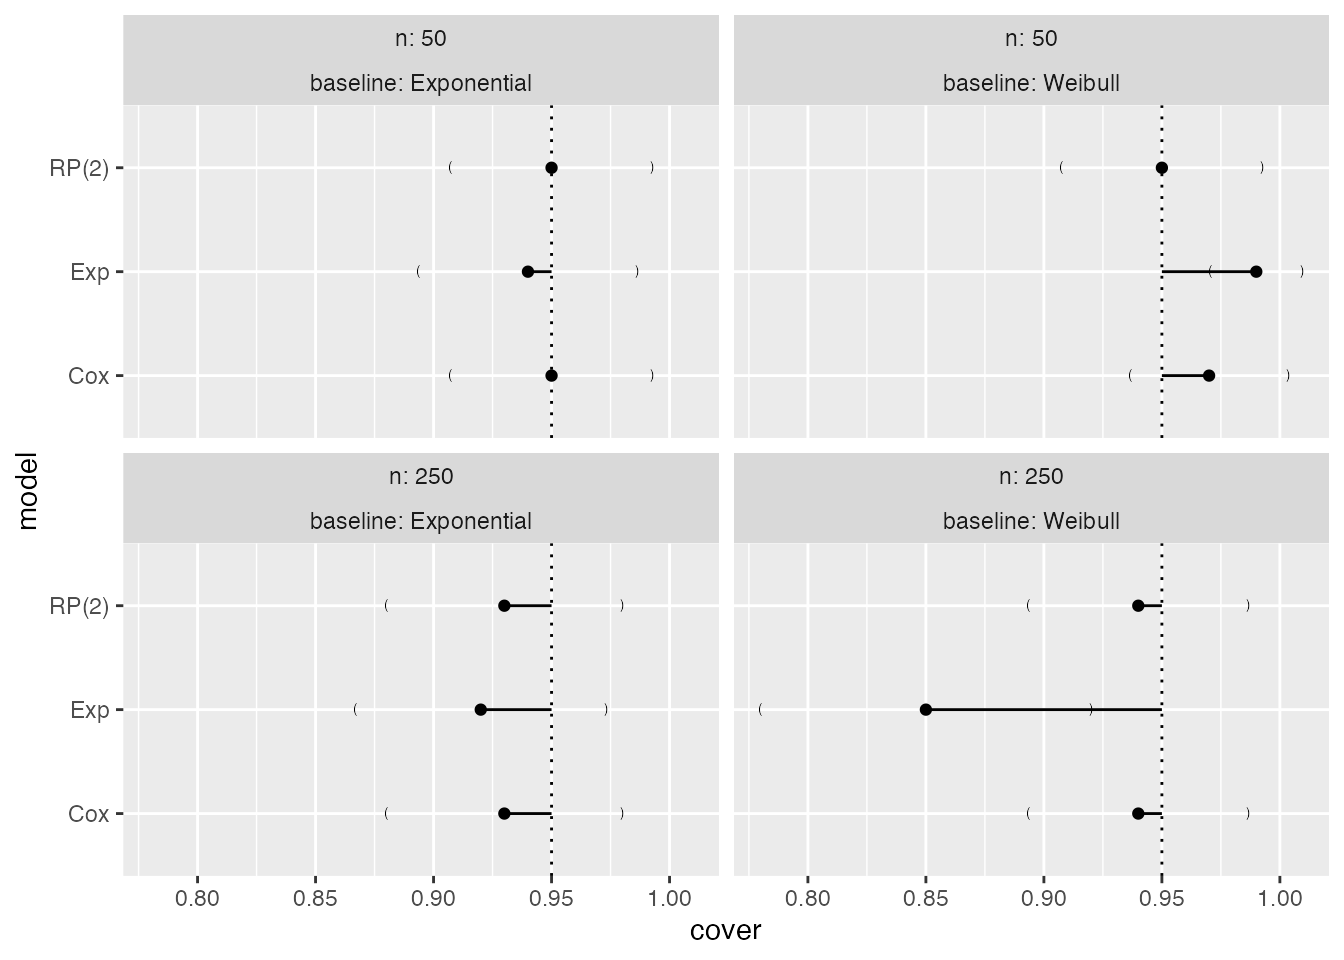 n: 50
baseline: Exponential
n: 50
baseline: Weibull
RP(2)
Exp
Cox
model
n: 250
baseline: Exponential
n: 250
baseline: Weibull
RP(2)
Exp
Cox
0.80 0.85 0.90 0.95 1.00
0.80 0.85 0.90 0.95 1.00
cover